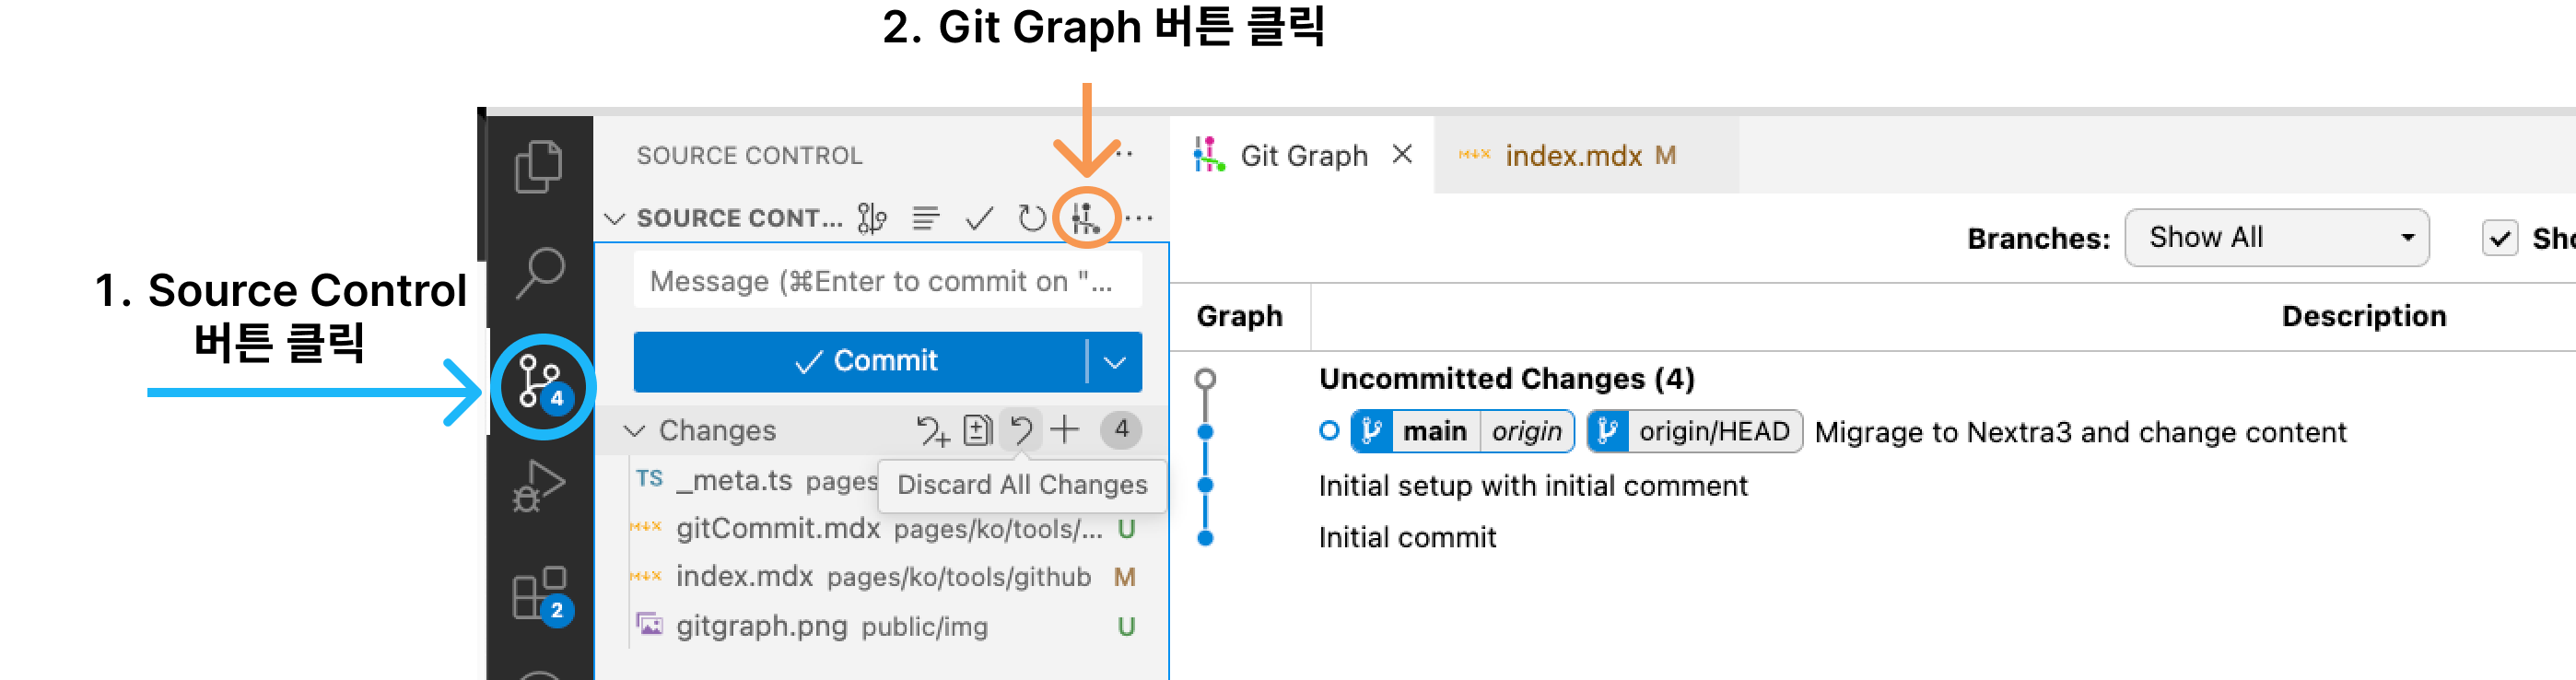 2. Git Graph 버튼 클릭
1. Source Control
버튼 클릭
SOURCE CONTROL
SOURCE CONT...
Message (⌘Enter to commit on "...
Commit
Changes 4
Discard All Changes
TS _meta.ts pages
M↓X gitCommit.mdx pages/ko/tools/... U
M↓X index.mdx pages/ko/tools/github M
gitgraph.png public/img U
4
2
Git Graph
M↓X index.mdx M
Branches: Show All
Graph
Description
Uncommitted Changes (4)
main origin origin/HEAD Migrage to Nextra3 and change content
Initial setup with initial comment
Initial commit